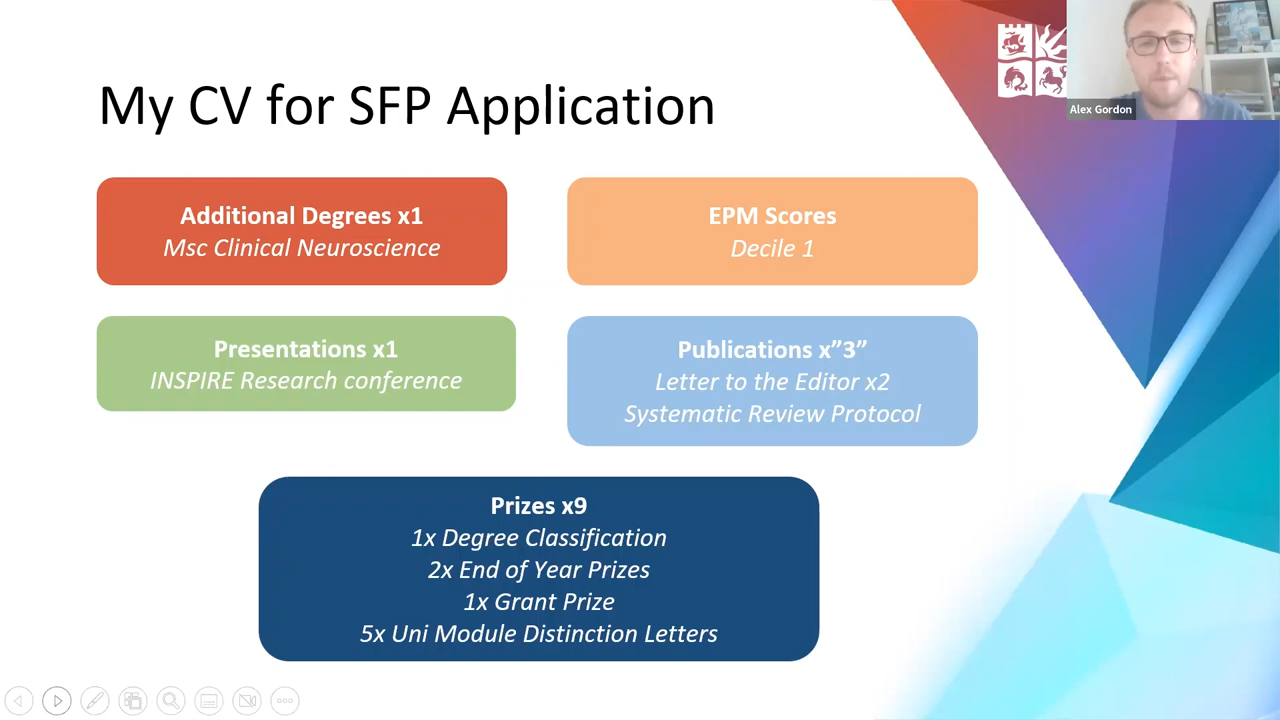 My CV for SFP Application
Alex Gordon
Additional Degrees x1
Msc Clinical Neuroscience
EPM Scores
Decile 1
Presentations x1
INSPIRE Research conference
Publications x”3”
Letter to the Editor x2
Systematic Review Protocol
Prizes x9
1x Degree Classification
2x End of Year Prizes
1x Grant Prize
5x Uni Module Distinction Letters